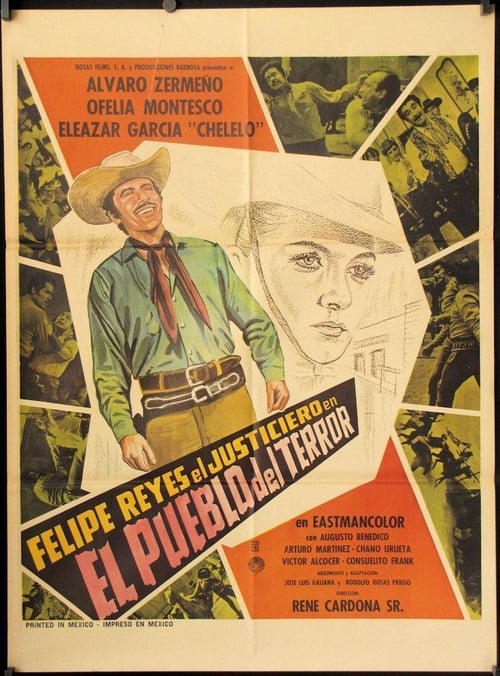 ROSAS FILMS, S. A. y PRODUCCIONES BARBOSA presentan a:
ALVARO ZERMEÑO
OFELIA MONTESCO
ELEAZAR GARCIA "CHELELO"
FELIPE REYES el JUSTICIERO en
EL PUEBLO del TERROR
en EASTMANCOLOR
con AUGUSTO BENEDICO
ARTURO MARTINEZ - CHANO URUETA
VICTOR ALCOCER - CONSUELITO FRANK
ARGUMENTO y ADAPTACION:
JOSE LUIS GALIANA y RODOLFO ROSAS PRIEGO
DIRECCION:
RENE CARDONA SR.
PRINTED IN MEXICO - IMPRESO EN MEXICO